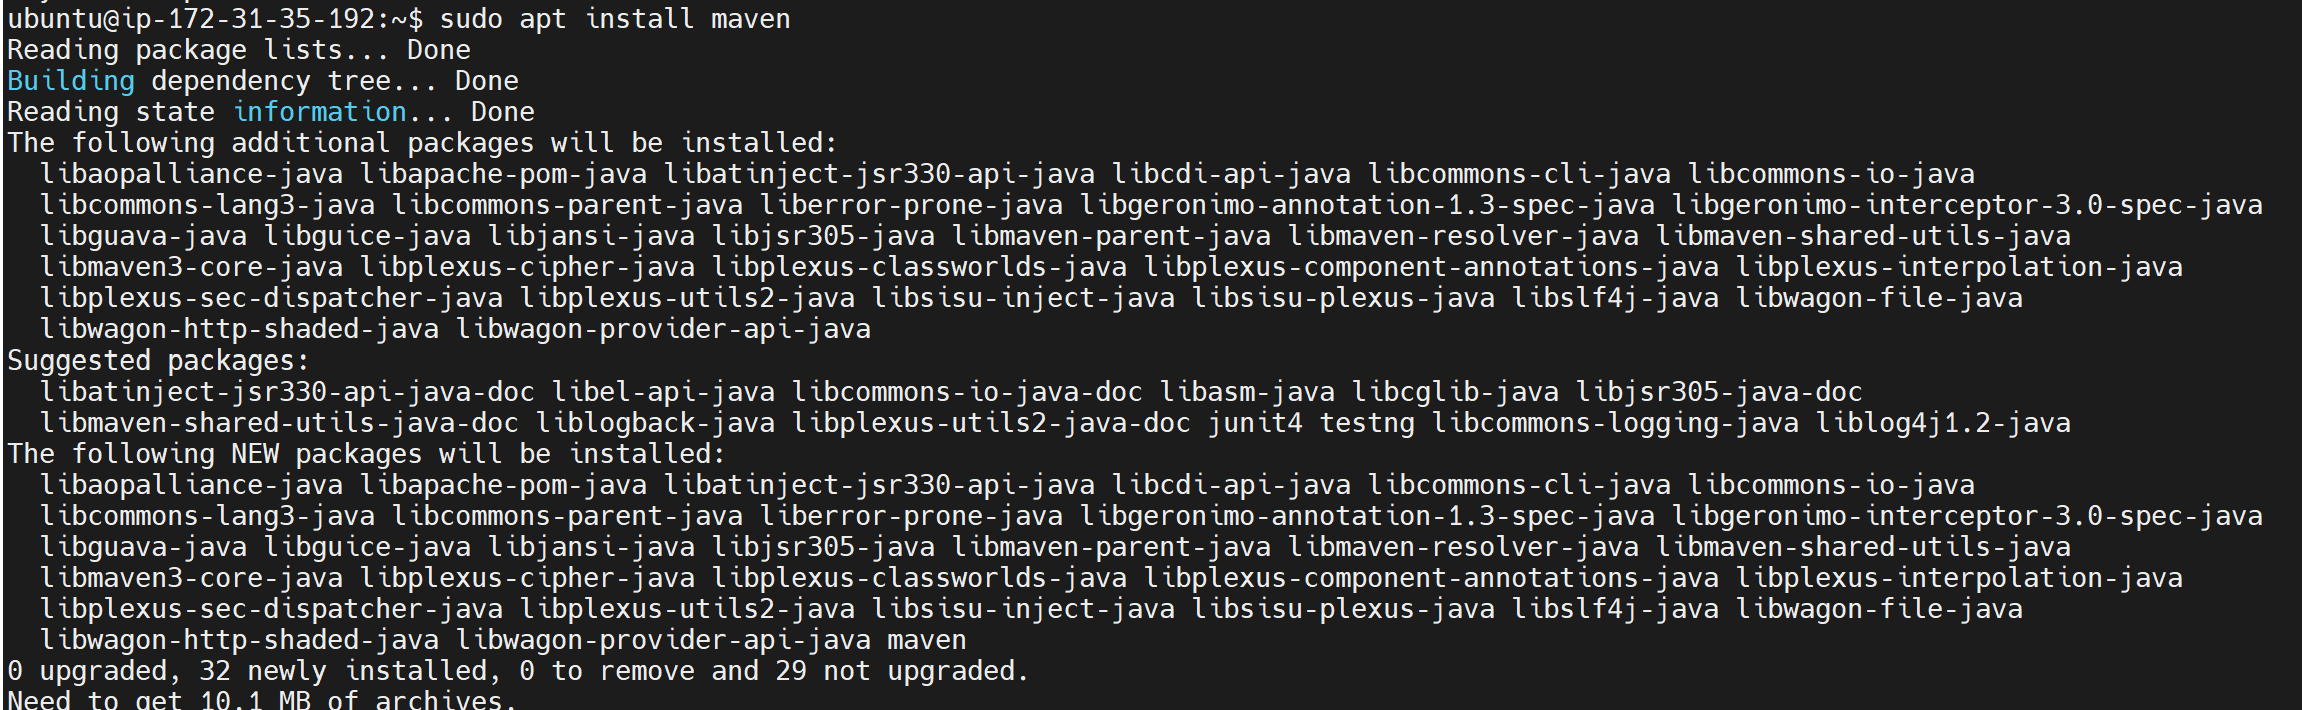 ubuntu@ip-172-31-35-192:~$ sudo apt install maven
Reading package lists... Done
Building dependency tree... Done
Reading state information... Done
The following additional packages will be installed:
  libaopalliance-java libapache-pom-java libatinject-jsr330-api-java libcdi-api-java libcommons-cli-java libcommons-io-java
  libcommons-lang3-java libcommons-parent-java liberror-prone-java libgeronimo-annotation-1.3-spec-java libgeronimo-interceptor-3.0-spec-java
  libguava-java libguice-java libjansi-java libjsr305-java libmaven-parent-java libmaven-resolver-java libmaven-shared-utils-java
  libmaven3-core-java libplexus-cipher-java libplexus-classworlds-java libplexus-component-annotations-java libplexus-interpolation-java
  libplexus-sec-dispatcher-java libplexus-utils2-java libsisu-inject-java libsisu-plexus-java libslf4j-java libwagon-file-java
  libwagon-http-shaded-java libwagon-provider-api-java
Suggested packages:
  libatinject-jsr330-api-java-doc libel-api-java libcommons-io-java-doc libasm-java libcglib-java libjsr305-java-doc
  libmaven-shared-utils-java-doc liblogback-java libplexus-utils2-java-doc junit4 testng libcommons-logging-java liblog4j1.2-java
The following NEW packages will be installed:
  libaopalliance-java libapache-pom-java libatinject-jsr330-api-java libcdi-api-java libcommons-cli-java libcommons-io-java
  libcommons-lang3-java libcommons-parent-java liberror-prone-java libgeronimo-annotation-1.3-spec-java libgeronimo-interceptor-3.0-spec-java
  libguava-java libguice-java libjansi-java libjsr305-java libmaven-parent-java libmaven-resolver-java libmaven-shared-utils-java
  libmaven3-core-java libplexus-cipher-java libplexus-classworlds-java libplexus-component-annotations-java libplexus-interpolation-java
  libplexus-sec-dispatcher-java libplexus-utils2-java libsisu-inject-java libsisu-plexus-java libslf4j-java libwagon-file-java
  libwagon-http-shaded-java libwagon-provider-api-java maven
0 upgraded, 32 newly installed, 0 to remove and 29 not upgraded.
Need to get 10.1 MB of archives.